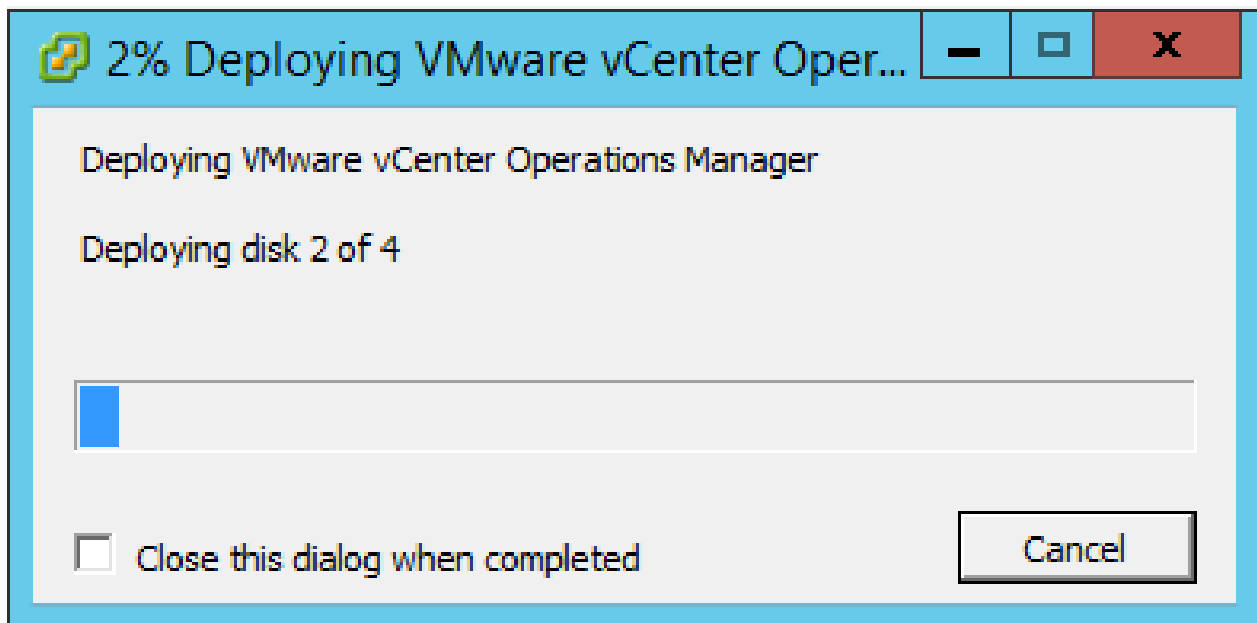 2% Deploying VMware vCenter Oper...
Deploying VMware vCenter Operations Manager
Deploying disk 2 of 4
Close this dialog when completed
Cancel